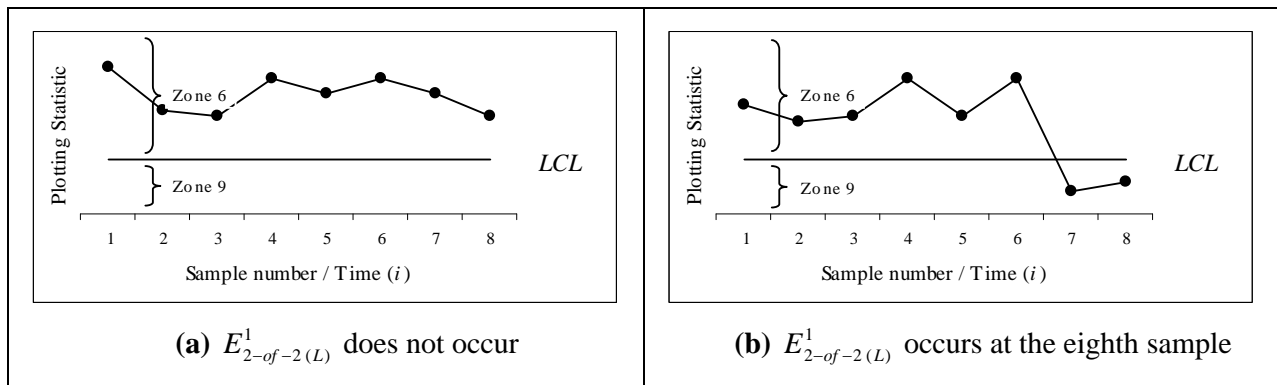 Plotting Statistic
Zone 6
Zone 9
LCL
1 2 3 4 5 6 7 8
Sample number / Time (i)
(a) E^1_{2-of-2 (L)} does not occur
Plotting Statistic
Zone 6
Zone 9
LCL
1 2 3 4 5 6 7 8
Sample number / Time (i)
(b) E^1_{2-of-2 (L)} occurs at the eighth sample